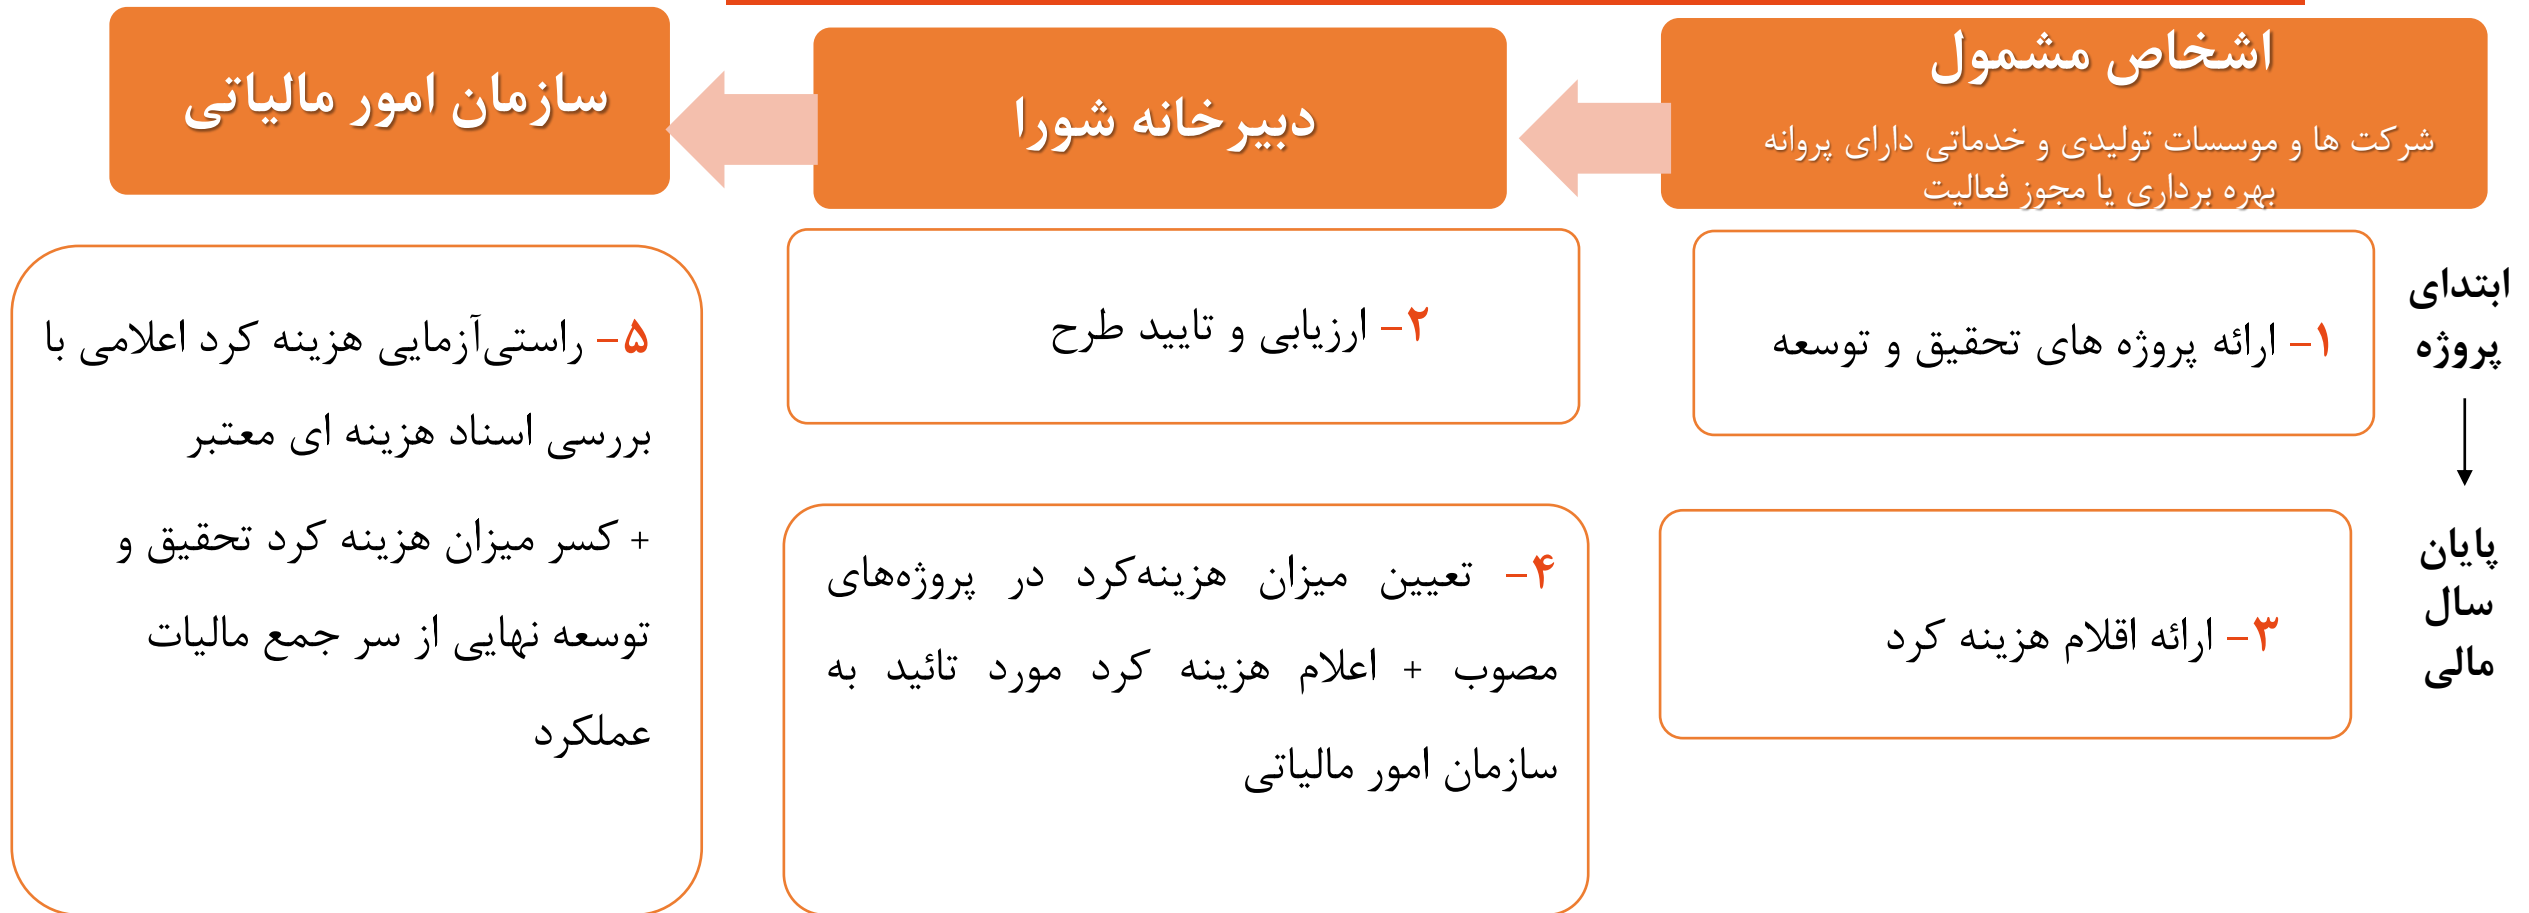 اشخاص مشمول
شرکت ها و موسسات تولیدی و خدماتی دارای پروانه
بهره برداری یا مجوز فعالیت
دبیرخانه شورا
سازمان امور مالیاتی
ابتدای
پروژه
۱- ارائه پروژه های تحقیق و توسعه
۲- ارزیابی و تایید طرح
پایان
سال
مالی
۳- ارائه اقلام هزینه کرد
۴- تعیین میزان هزینه‌کرد در پروژه‌های
مصوب + اعلام هزینه کرد مورد تائید به
سازمان امور مالیاتی
۵- راستی‌آزمایی هزینه کرد اعلامی با
بررسی اسناد هزینه ای معتبر
+ کسر میزان هزینه کرد تحقیق و
توسعه نهایی از سر جمع مالیات
عملکرد